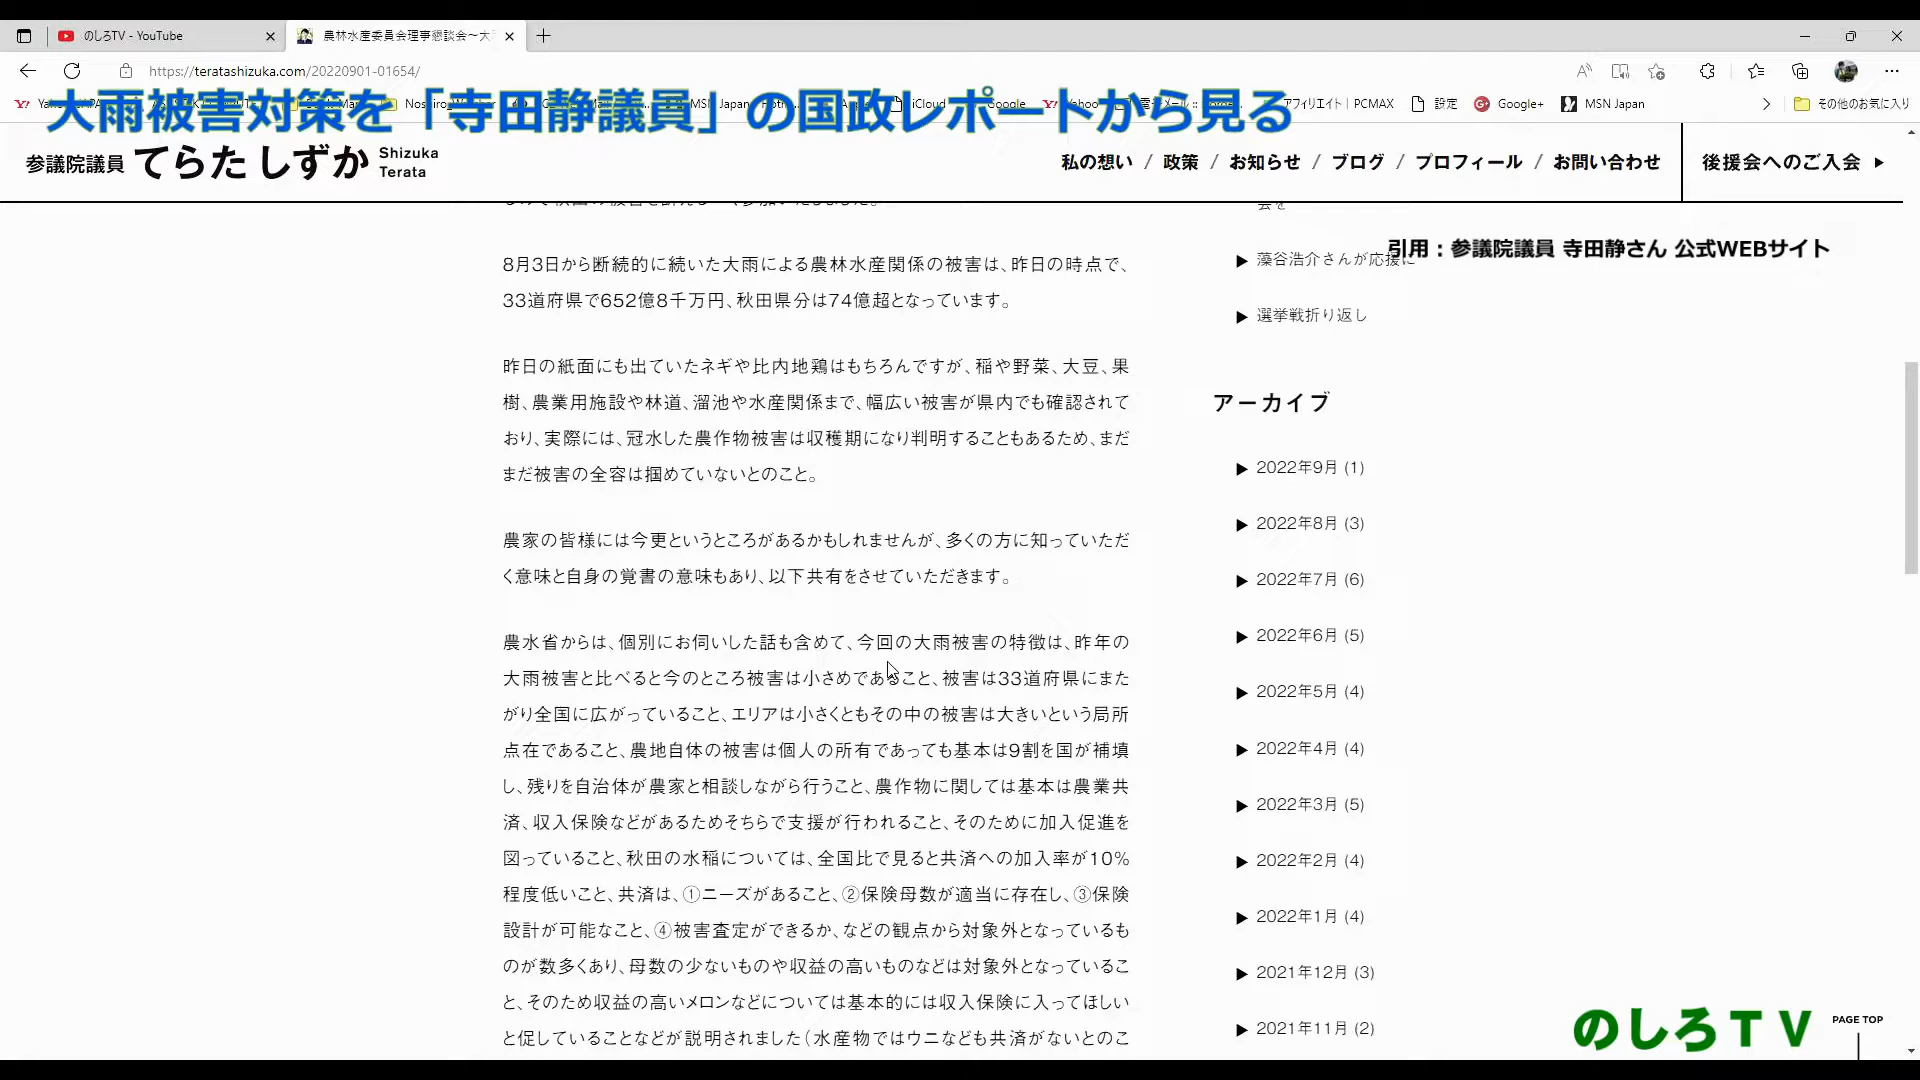 のしろTV - YouTube
農林水産委員会理事懇談会～大
https://teratashizuka.com/20220901-01654/
大雨被害対策を「寺田静議員」の国政レポートから見る
iCloud
Google
MSN Japan
アフィリエイト | PCMAX
設定
Google+
MSN Japan
その他のお気に入り
参議院議員 てらた しずか Shizuka Terata
私の想い / 政策 / お知らせ / ブログ / プロフィール / お問い合わせ
後援会へのご入会 ▶
引用：参議院議員 寺田静さん 公式WEBサイト
8月3日から断続的に続いた大雨による農林水産関係の被害は、昨日の時点で、
33道府県で652億8千万円、秋田県分は74億超となっています。
昨日の紙面にも出ていたネギや比内地鶏はもちろんですが、稲や野菜、大豆、果
樹、農業用施設や林道、溜池や水産関係まで、幅広い被害が県内でも確認されて
おり、実際には、冠水した農作物被害は収穫期になり判明することもあるため、まだ
まだ被害の全容は掴めていないとのこと。
農家の皆様には今更というところがあるかもしれませんが、多くの方に知っていただ
く意味と自身の覚書の意味もあり、以下共有をさせていただきます。
農水省からは、個別にお伺いした話も含めて、今回の大雨被害の特徴は、昨年の
大雨被害と比べると今のところ被害は小さめであること、被害は33道府県にまた
がり全国に広がっていること、エリアは小さくともその中の被害は大きいという局所
点在であること、農地自体の被害は個人の所有であっても基本は9割を国が補填
し、残りを自治体が農家と相談しながら行うこと、農作物に関しては基本は農業共
済、収入保険などがあるためそちらで支援が行われること、そのために加入促進を
図っていること、秋田の水稲については、全国比で見ると共済への加入率が10%
程度低いこと、共済は、①ニーズがあること、②保険母数が適当に存在し、③保険
設計が可能なこと、④被害査定ができるか、などの観点から対象外となっているも
のが数多くあり、母数の少ないものや収益の高いものなどは対象外となっているこ
と、そのため収益の高いメロンなどについては基本的には収入保険に入ってほしい
と促していることなどが説明されました（水産物ではウニなども共済がないとのこ
会を
▶ 藻谷浩介さんが応援に
▶ 選挙戦折り返し
アーカイブ
▶ 2022年9月 (1)
▶ 2022年8月 (3)
▶ 2022年7月 (6)
▶ 2022年6月 (5)
▶ 2022年5月 (4)
▶ 2022年4月 (4)
▶ 2022年3月 (5)
▶ 2022年2月 (4)
▶ 2022年1月 (4)
▶ 2021年12月 (3)
▶ 2021年11月 (2)
のしろTV
PAGE TOP